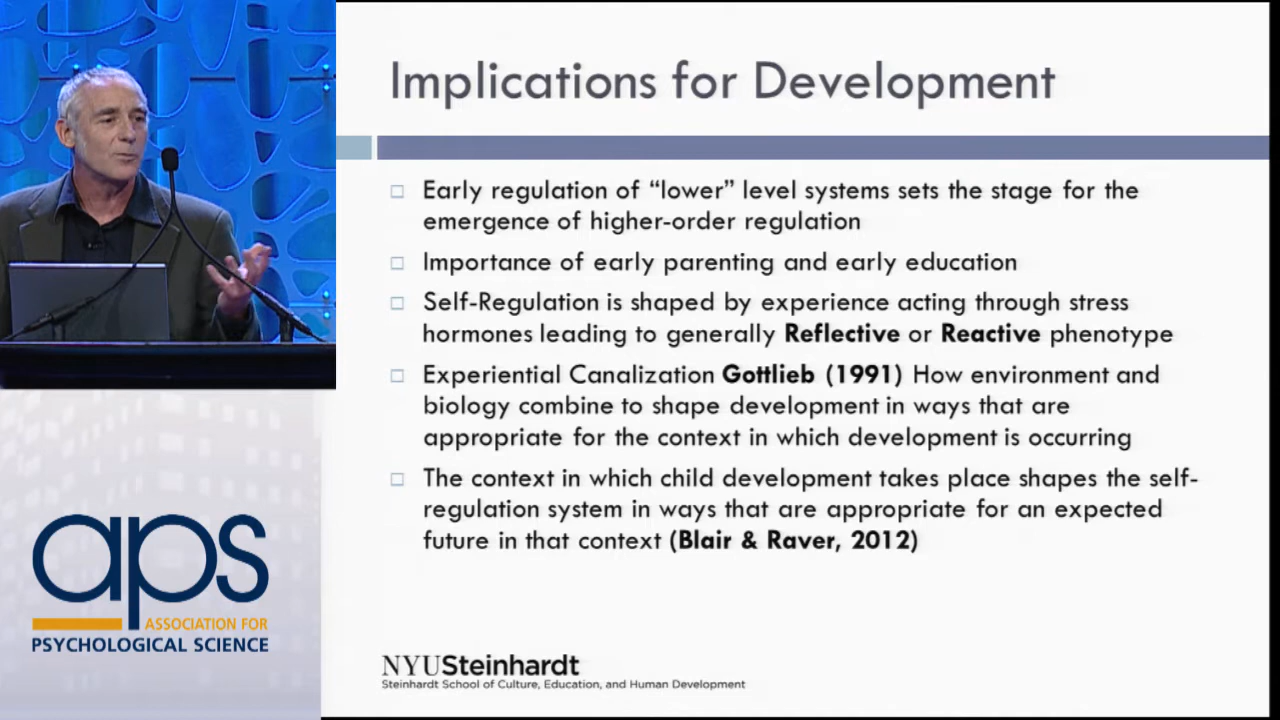 Implications for Development
□ Early regulation of “lower” level systems sets the stage for the
emergence of higher-order regulation
□ Importance of early parenting and early education
□ Self-Regulation is shaped by experience acting through stress
hormones leading to generally Reflective or Reactive phenotype
□ Experiential Canalization Gottlieb (1991) How environment and
biology combine to shape development in ways that are
appropriate for the context in which development is occurring
□ The context in which child development takes place shapes the self-
regulation system in ways that are appropriate for an expected
future in that context (Blair & Raver, 2012)
aps
ASSOCIATION FOR
PSYCHOLOGICAL SCIENCE
NYUSteinhardt
Steinhardt School of Culture, Education, and Human Development